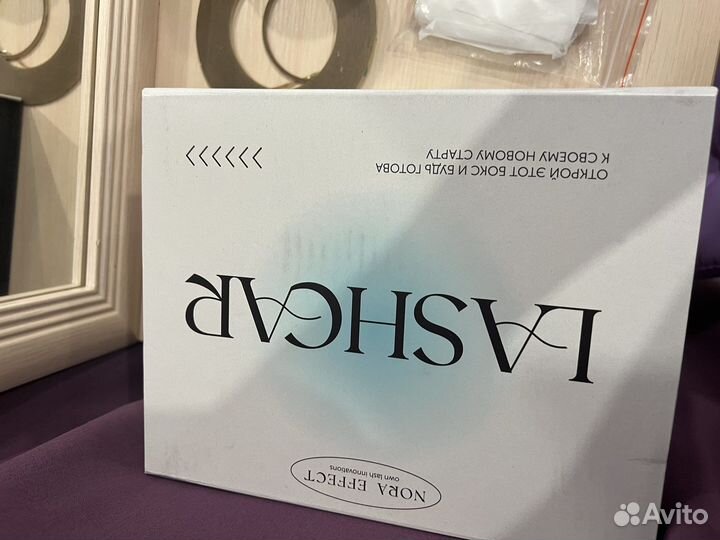 NORA EFFECT
own lash innovations
LASHCAR
ОТКРОЙ ЭТОТ БОКС И БУДЬ ГОТОВА
К СВОЕМУ НОВОМУ СТАРТУ
Avito